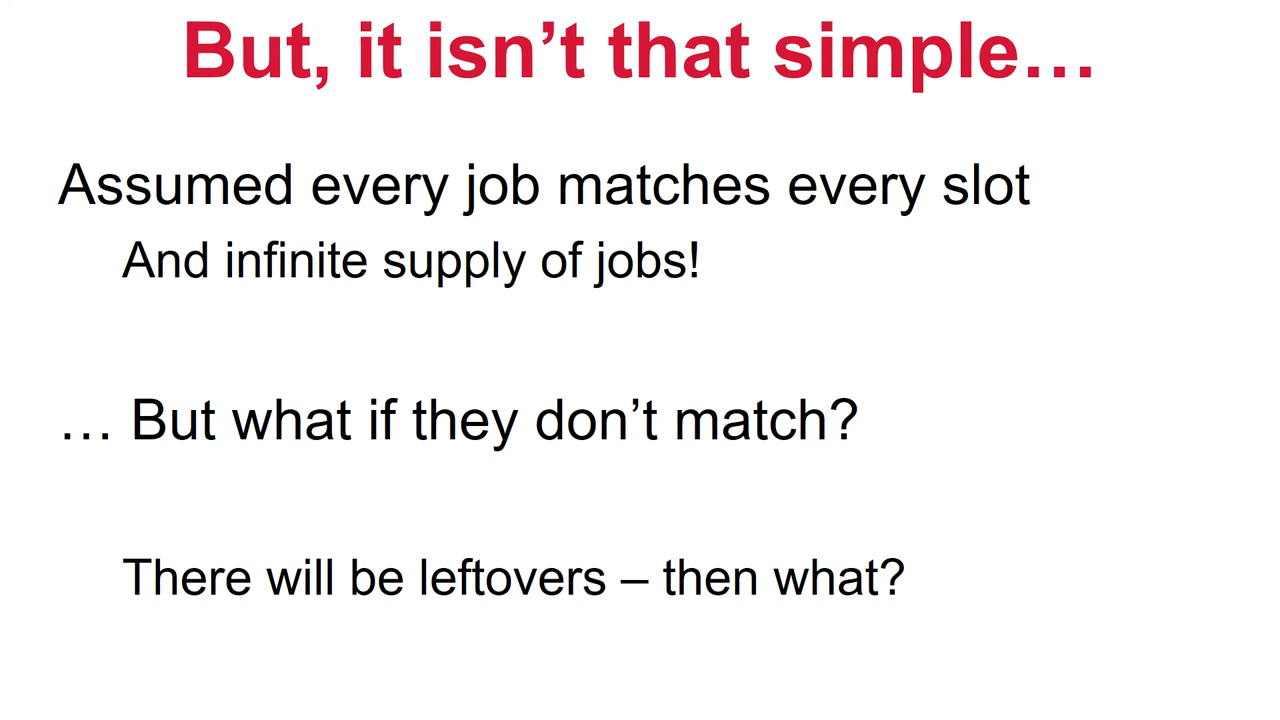 But, it isn’t that simple…
Assumed every job matches every slot
And infinite supply of jobs!
… But what if they don’t match?
There will be leftovers – then what?